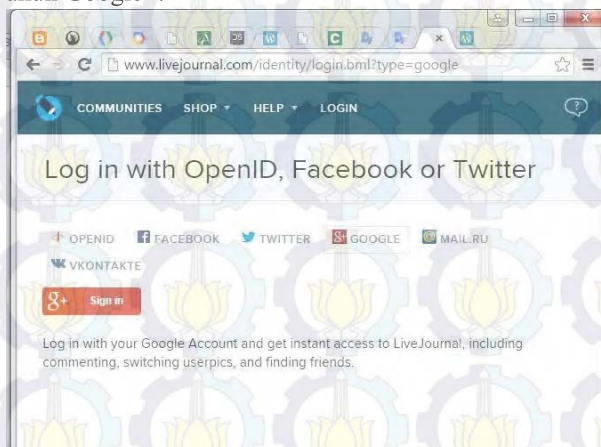 www.livejournal.com/identity/login.bml?type=google
COMMUNITIES SHOP HELP LOGIN
Log in with OpenID, Facebook or Twitter
OPENID FACEBOOK TWITTER GOOGLE MAIL.RU
VKONTAKTE
g+ Sign in
Log in with your Google Account and get instant access to LiveJournal, including
commenting, switching userpics, and finding friends.